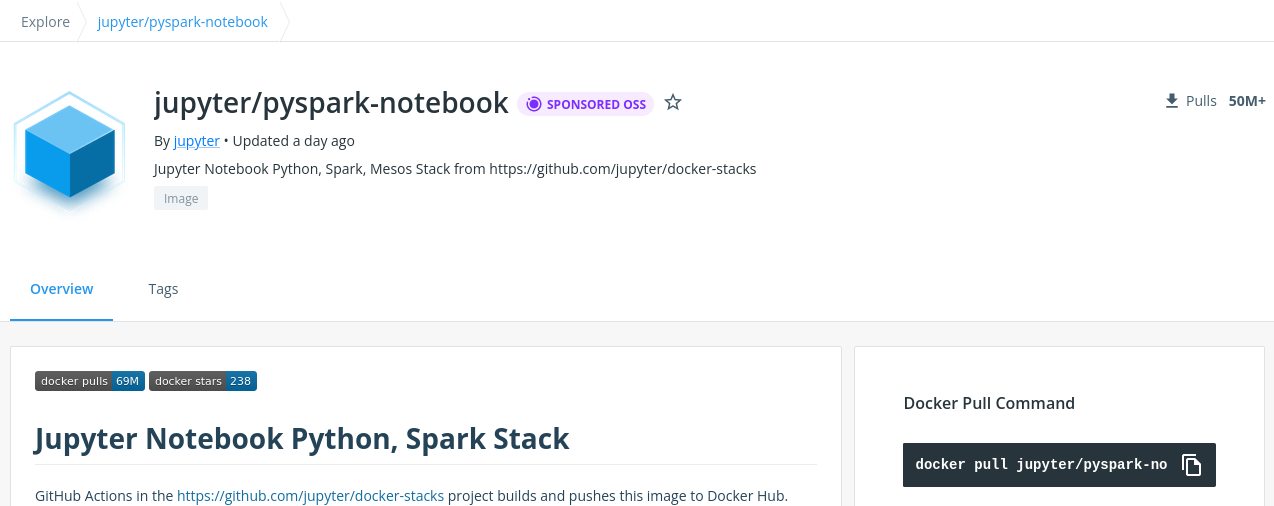 Explore jupyter/pyspark-notebook
jupyter/pyspark-notebook SPONSORED OSS
Pulls 50M+
By jupyter • Updated a day ago
Jupyter Notebook Python, Spark, Mesos Stack from https://github.com/jupyter/docker-stacks
Image
Overview Tags
docker pulls 69M docker stars 238
Jupyter Notebook Python, Spark Stack
GitHub Actions in the https://github.com/jupyter/docker-stacks project builds and pushes this image to Docker Hub.
Docker Pull Command
docker pull jupyter/pyspark-no